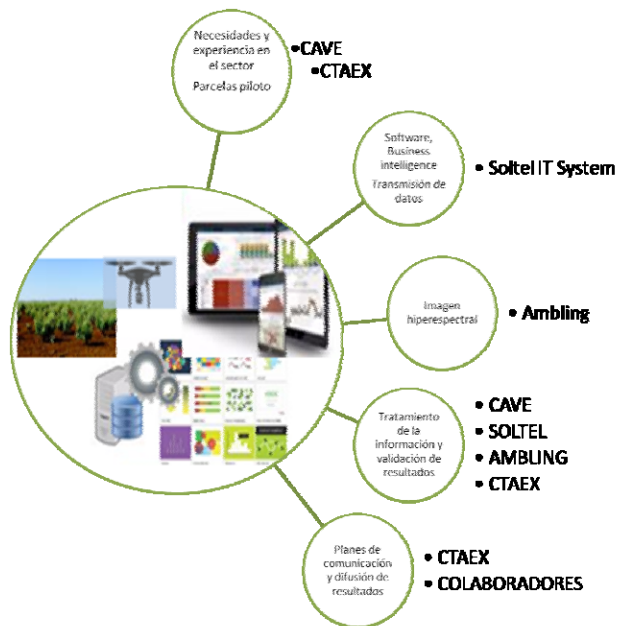 Necesidades y
experiencia en
el sector
Parcelas piloto
• CAVE
• CTAEX
Software,
Business
intelligence
Transmisión de
datos
• Soltel IT System
Imagen
hiperespectral
• Ambling
Tratamiento
de la
información y
validación de
resultados
• CAVE
• SOLTEL
• AMBLING
• CTAEX
Planes de
comunicación
y difusión de
resultados
• CTAEX
• COLABORADORES